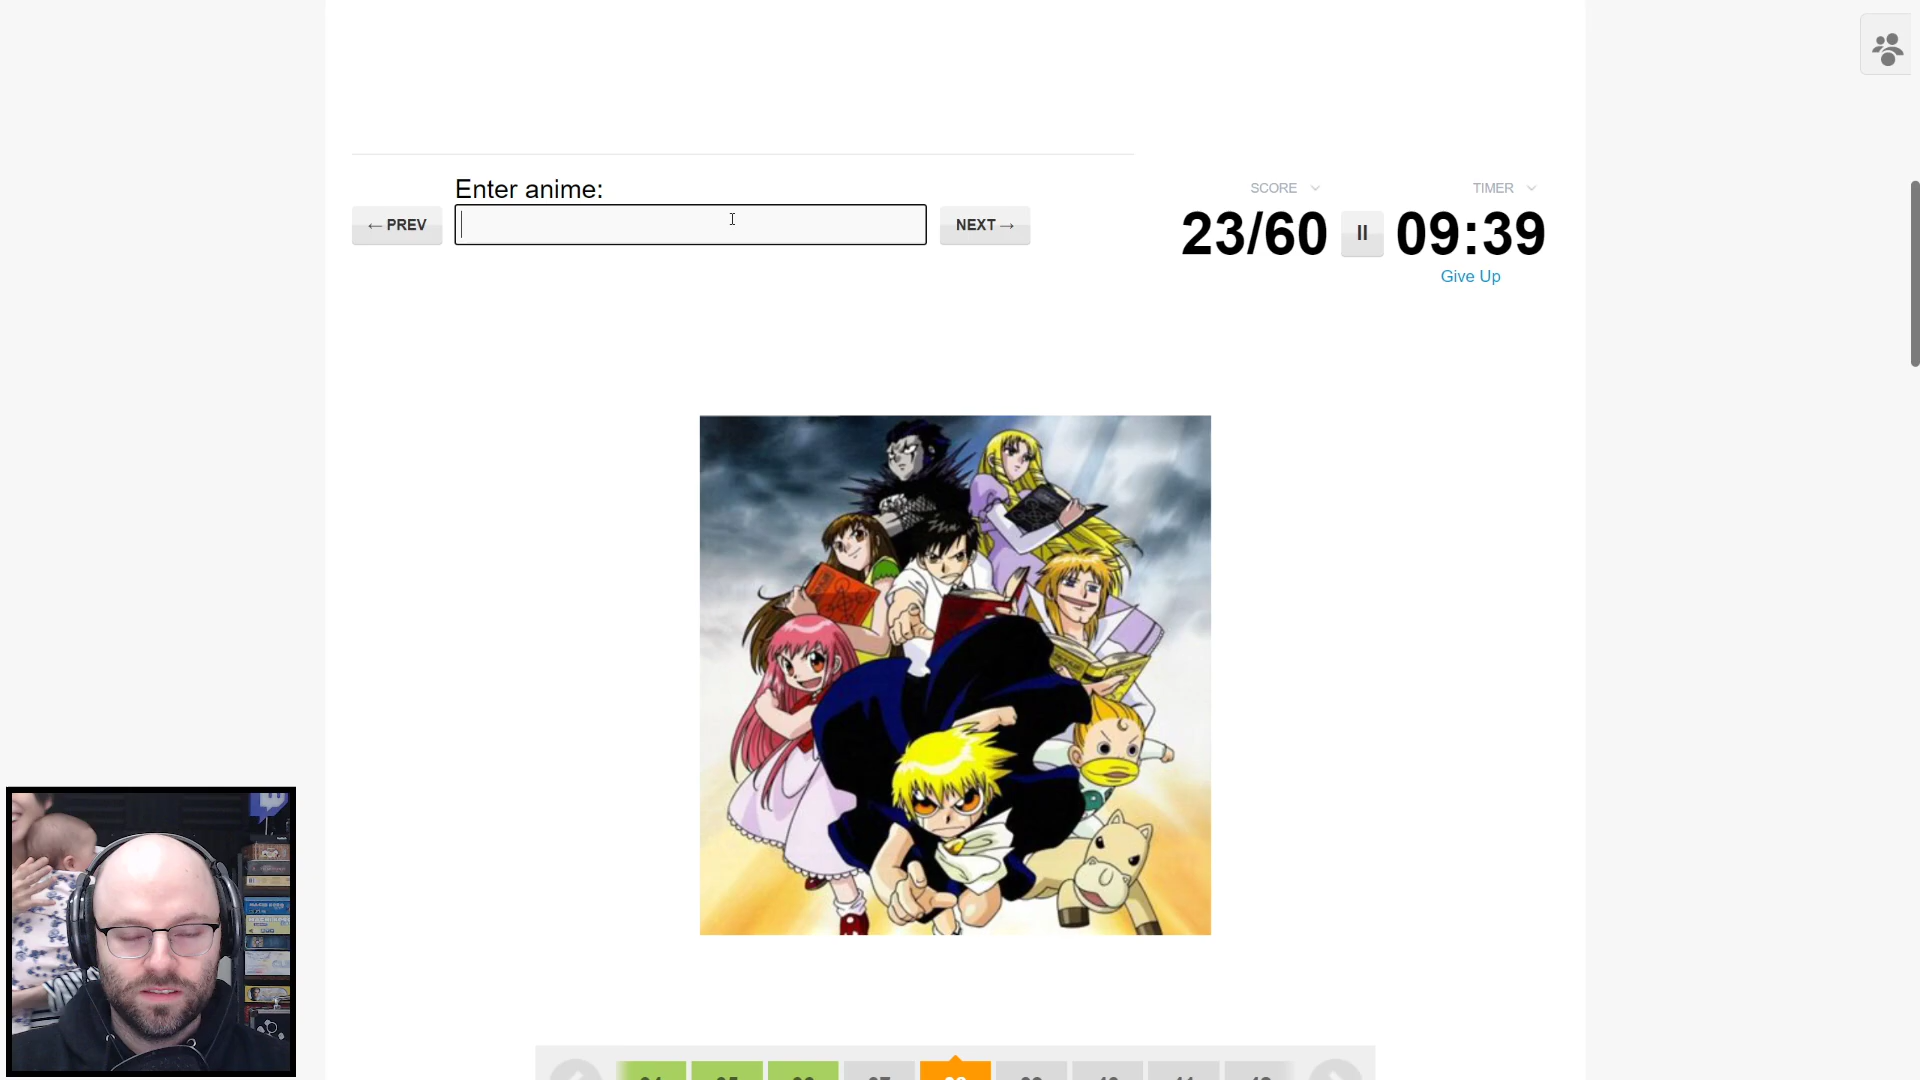 Enter anime:
← PREV
NEXT →
SCORE
23/60
TIMER
09:39
Give Up